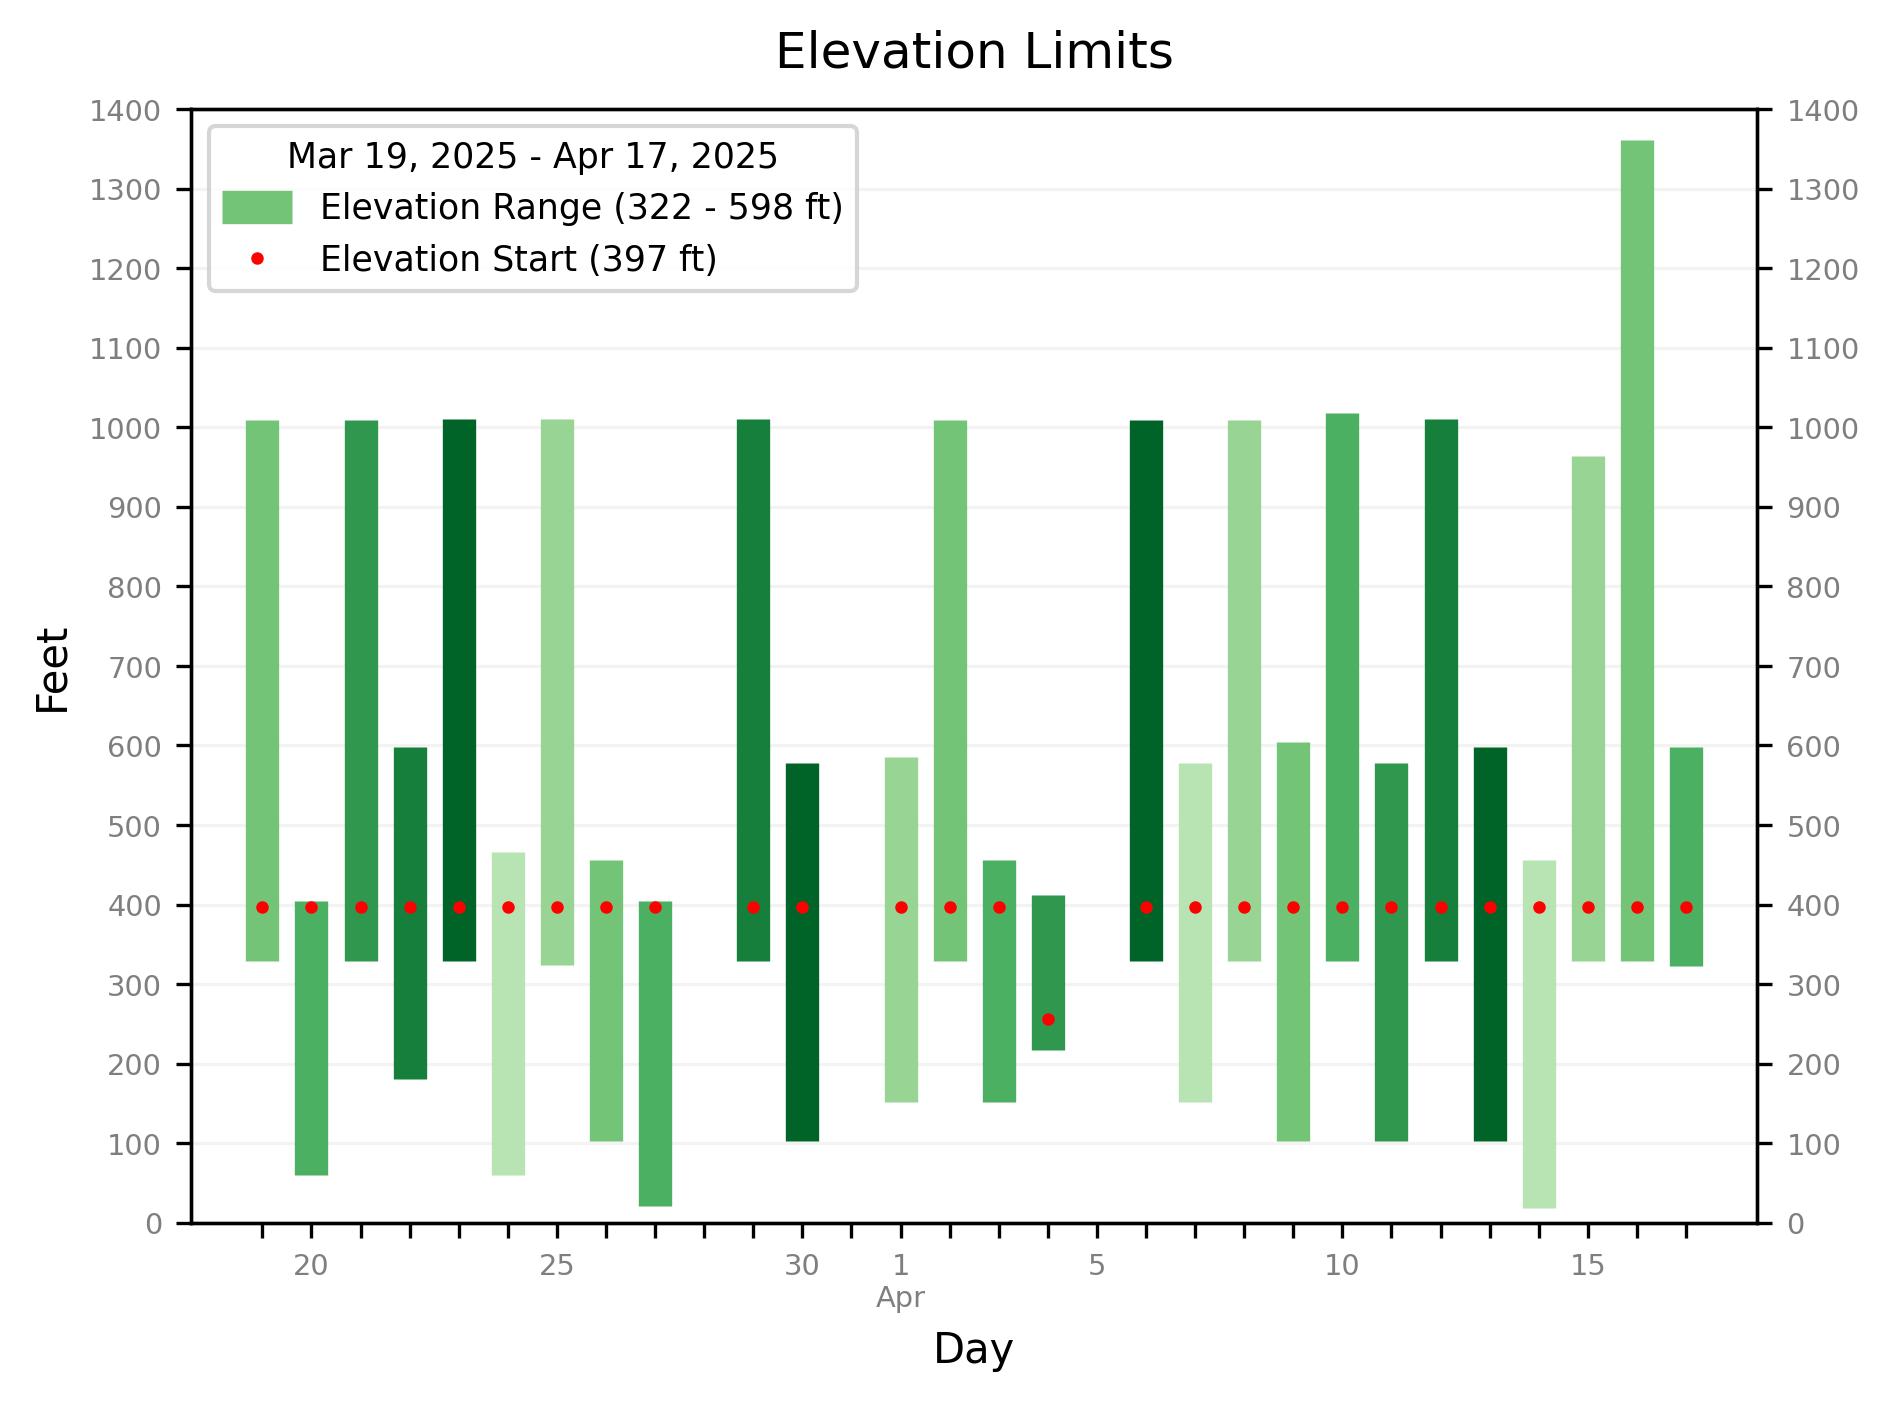 Elevation Limits
Mar 19, 2025 - Apr 17, 2025
Elevation Range (322 - 598 ft)
Elevation Start (397 ft)
1400 1400
1300 1300
1200 1200
1100 1100
1000 1000
900 900
800 800
700 700
600 600
500 500
400 400
300 300
200 200
100 100
0 0
Feet
20 25 30 1 5 10 15
Apr
Day